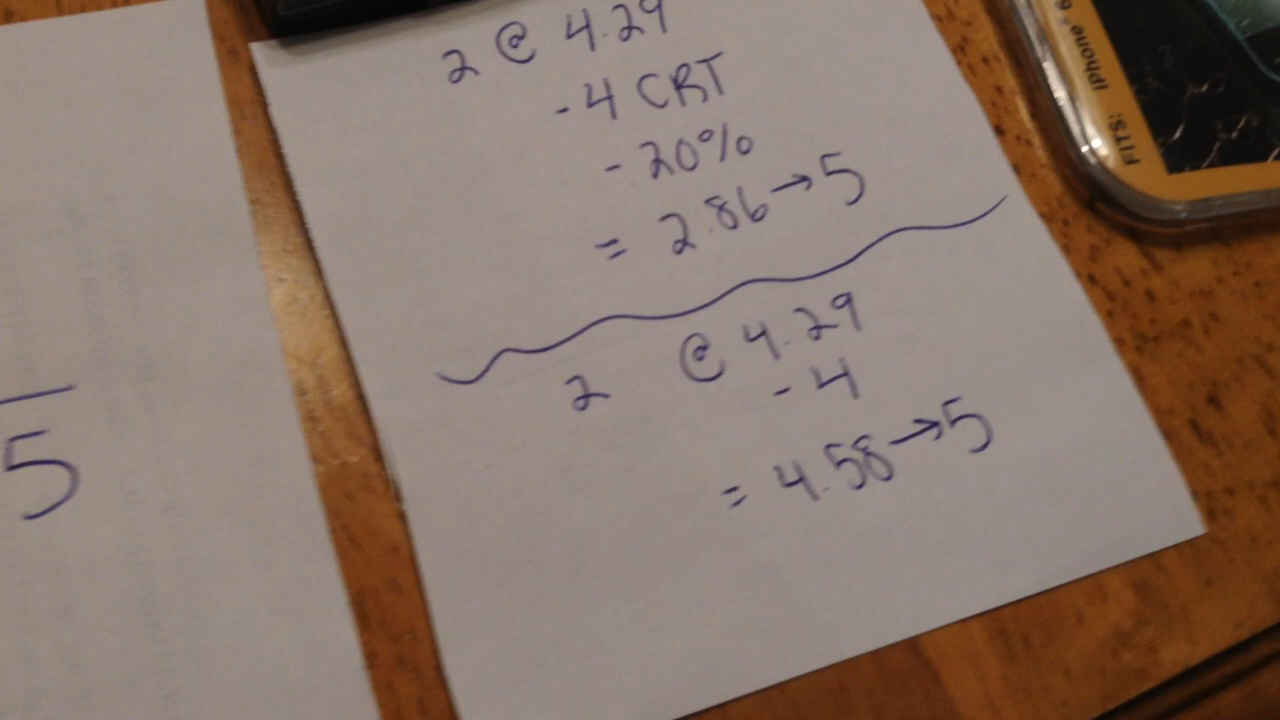 2 @ 4.29
- 4 CRT
- 20%
= 2.86 → 5
2 @ 4.29
- 4
= 4.58 → 5
5
FITS: iPhone® 6